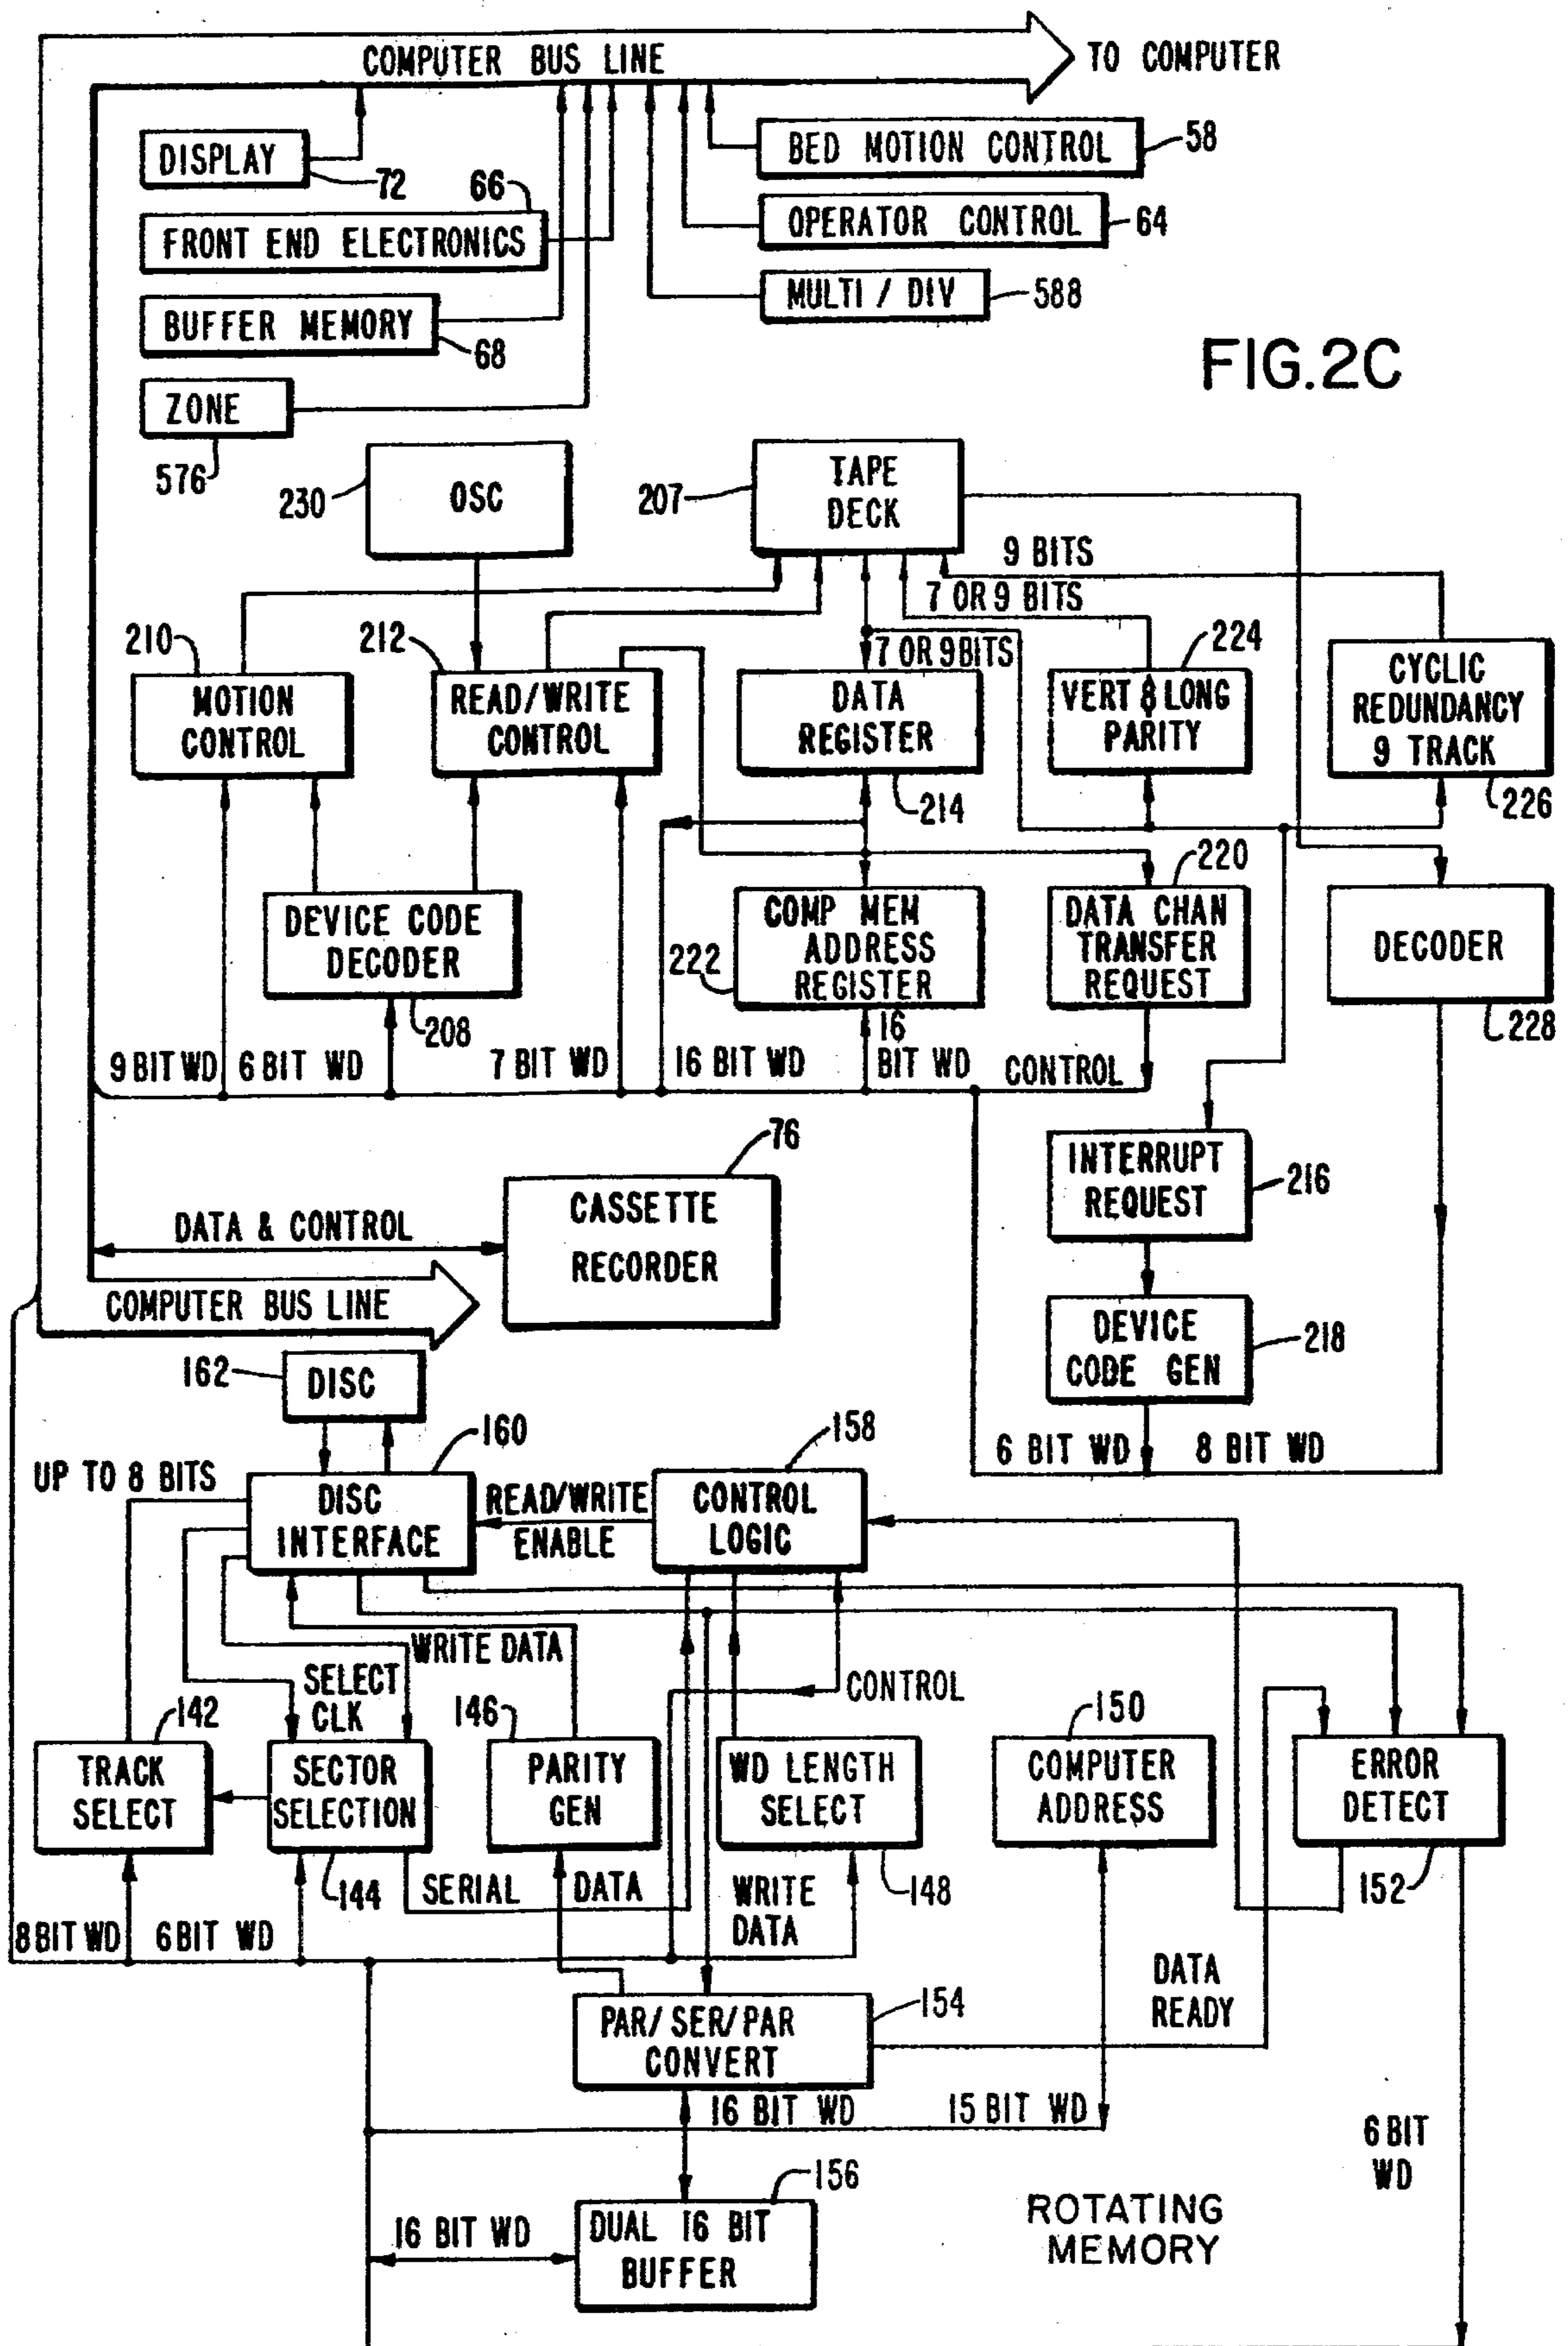 COMPUTER BUS LINE
TO COMPUTER
DISPLAY
72
BED MOTION CONTROL
58
66
FRONT END ELECTRONICS
OPERATOR CONTROL
64
BUFFER MEMORY
68
MULTI / DIV
588
FIG.2C
ZONE
576
230
OSC
207
TAPE
DECK
9 BITS
7 OR 9 BITS
210
212
7 OR 9 BITS
224
MOTION
CONTROL
READ/WRITE
CONTROL
DATA
REGISTER
214
VERT & LONG
PARITY
CYCLIC
REDUNDANCY
9 TRACK
226
DEVICE CODE
DECODER
208
222
COMP MEM
ADDRESS
REGISTER
220
DATA CHAN
TRANSFER
REQUEST
DECODER
228
9 BIT WD
6 BIT WD
7 BIT WD
16 BIT WD
16
BIT WD
CONTROL
76
INTERRUPT
REQUEST
216
DATA & CONTROL
CASSETTE
RECORDER
COMPUTER BUS LINE
DEVICE
CODE GEN
218
162
DISC
6 BIT WD
8 BIT WD
160
158
UP TO 8 BITS
DISC
INTERFACE
READ/WRITE
ENABLE
CONTROL
LOGIC
WRITE DATA
SELECT
CLK
CONTROL
142
146
150
TRACK
SELECT
SECTOR
SELECTION
PARITY
GEN
WD LENGTH
SELECT
COMPUTER
ADDRESS
ERROR
DETECT
144
SERIAL
DATA
WRITE
DATA
148
152
8 BIT WD
6 BIT WD
DATA
READY
PAR/ SER/ PAR
CONVERT
154
16 BIT WD
15 BIT WD
6 BIT
WD
156
16 BIT WD
DUAL 16 BIT
BUFFER
ROTATING
MEMORY